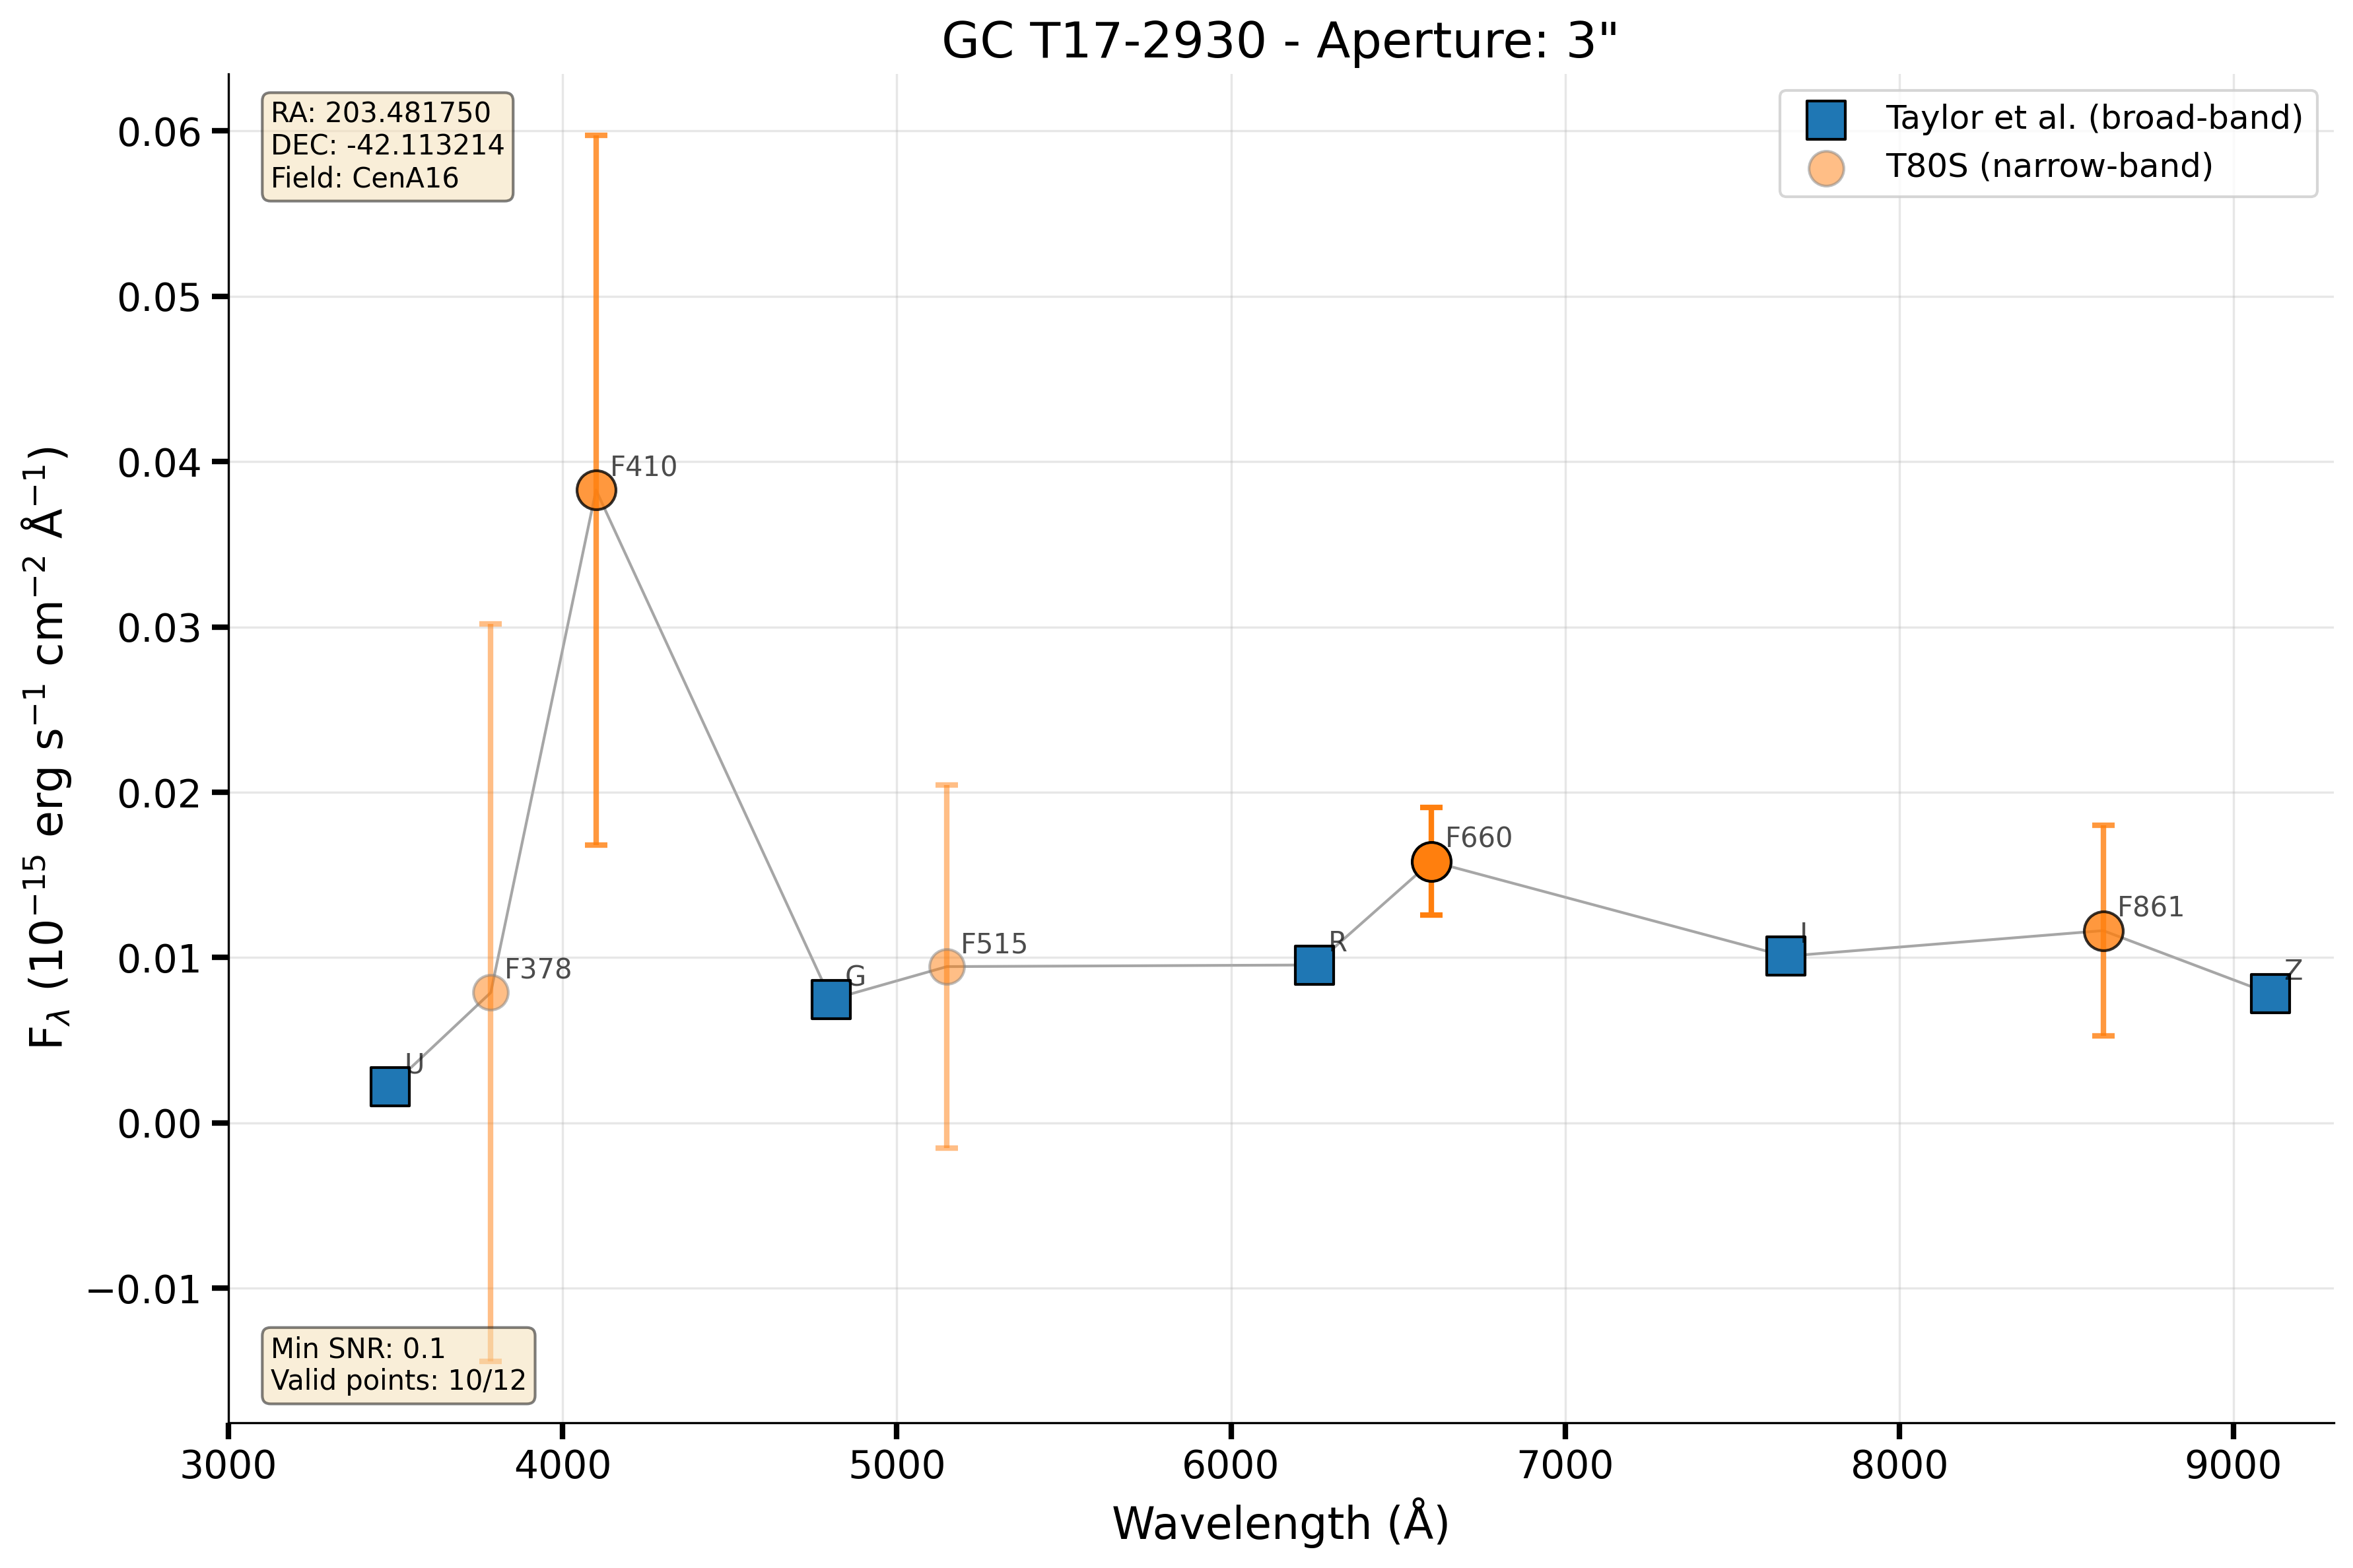 GC T17-2930 - Aperture: 3"
RA: 203.481750
DEC: -42.113214
Field: CenA16
Taylor et al. (broad-band)
T80S (narrow-band)
0.06
0.05
0.04
0.03
0.02
0.01
0.00
−0.01
F_λ (10⁻¹⁵ erg s⁻¹ cm⁻² Å⁻¹)
U
F378
F410
G
F515
R
F660
I
F861
Z
Min SNR: 0.1
Valid points: 10/12
3000 4000 5000 6000 7000 8000 9000
Wavelength (Å)